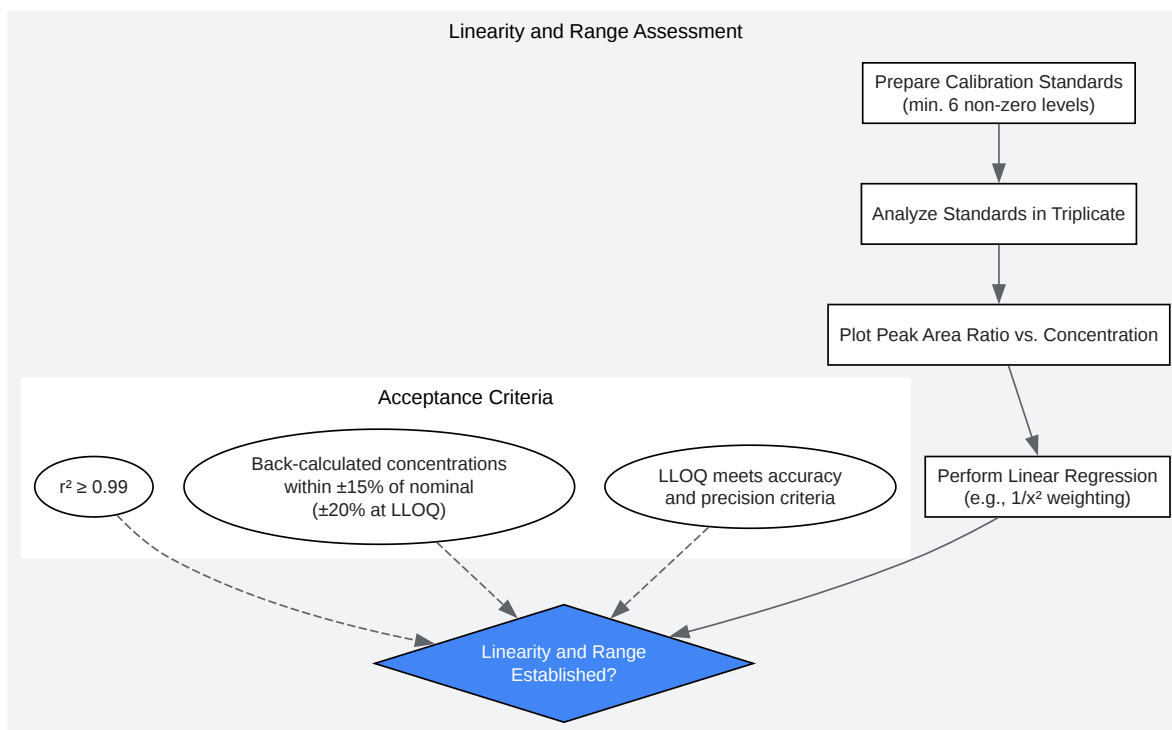 Linearity and Range Assessment
Prepare Calibration Standards
(min. 6 non-zero levels)
Analyze Standards in Triplicate
Plot Peak Area Ratio vs. Concentration
Acceptance Criteria
r² ≥ 0.99
Back-calculated concentrations
within ±15% of nominal
(±20% at LLOQ)
LLOQ meets accuracy
and precision criteria
Perform Linear Regression
(e.g., 1/x² weighting)
Linearity and Range
Established?